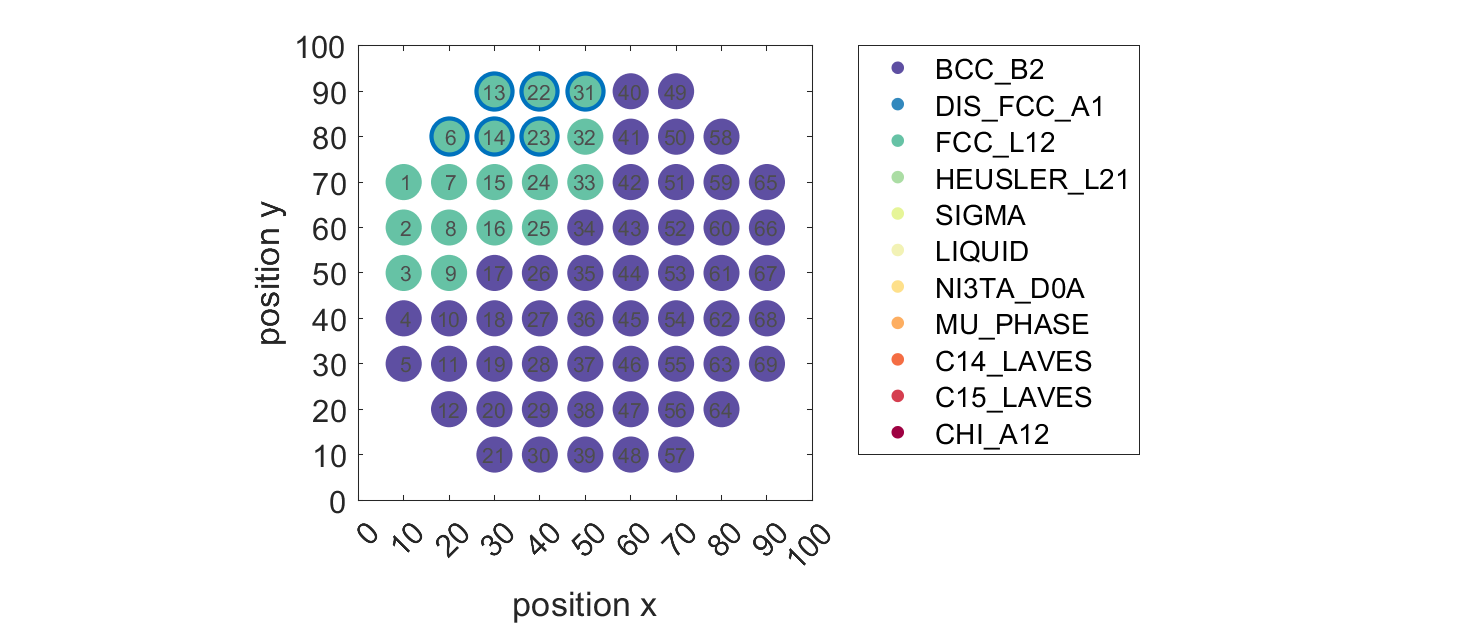 100
90
80
70
60
50
40
30
20
10
0
position y
13 22 31 40 49
6 14 23 32 41 50 58
1 7 15 24 33 42 51 59 65
2 8 16 25 34 43 52 60 66
3 9 17 26 35 44 53 61 67
4 10 18 27 36 45 54 62 68
5 11 19 28 37 46 55 63 69
12 20 29 38 47 56 64
21 30 39 48 57
0 10 20 30 40 50 60 70 80 90 100
position x
BCC_B2
DIS_FCC_A1
FCC_L12
HEUSLER_L21
SIGMA
LIQUID
NI3TA_D0A
MU_PHASE
C14_LAVES
C15_LAVES
CHI_A12